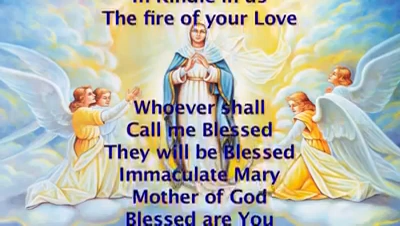 in Kindle in us
The fire of your Love
Whoever shall
Call me Blessed
They will be Blessed
Immaculate Mary
Mother of God
Blessed are You